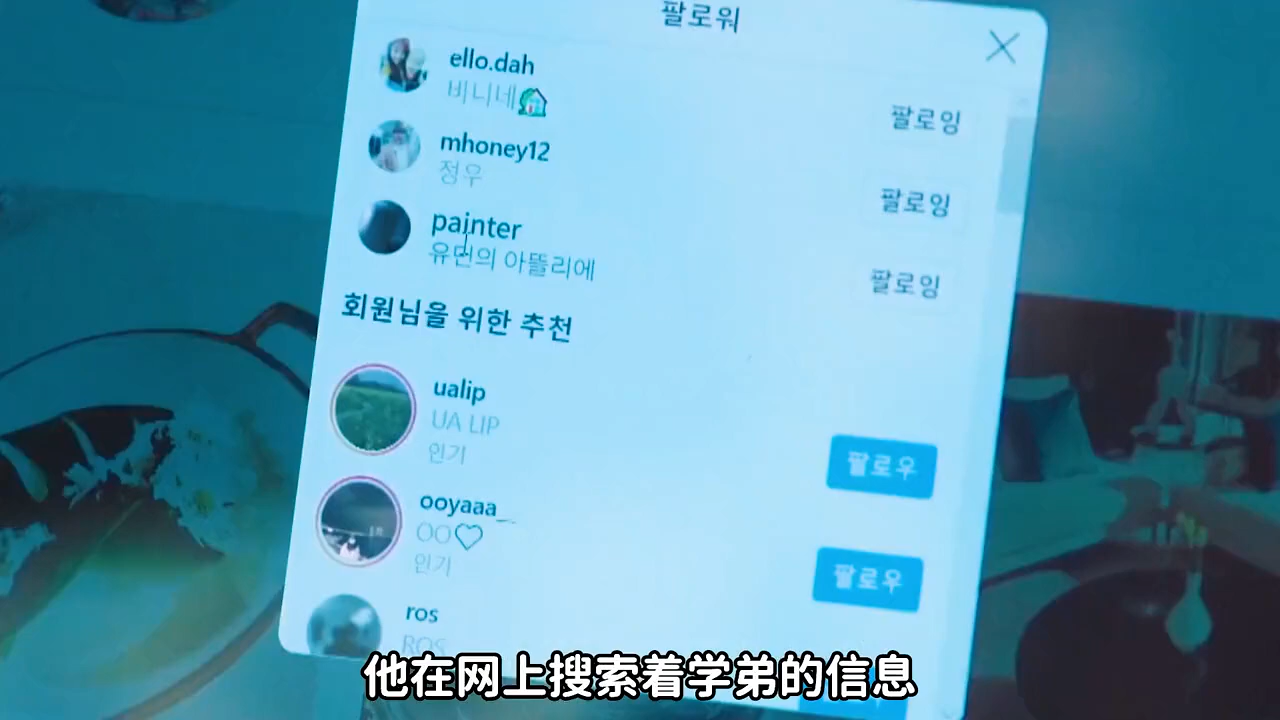 팔로워
ello.dah
비니네
팔로잉
mhoney12
정우
팔로잉
painter
유민의 아뜰리에
팔로잉
회원님을 위한 추천
ualip
UA LIP
인기
팔로우
ooyaaa_
OO♡
인기
팔로우
ros
ROS
他在网上搜索着学弟的信息